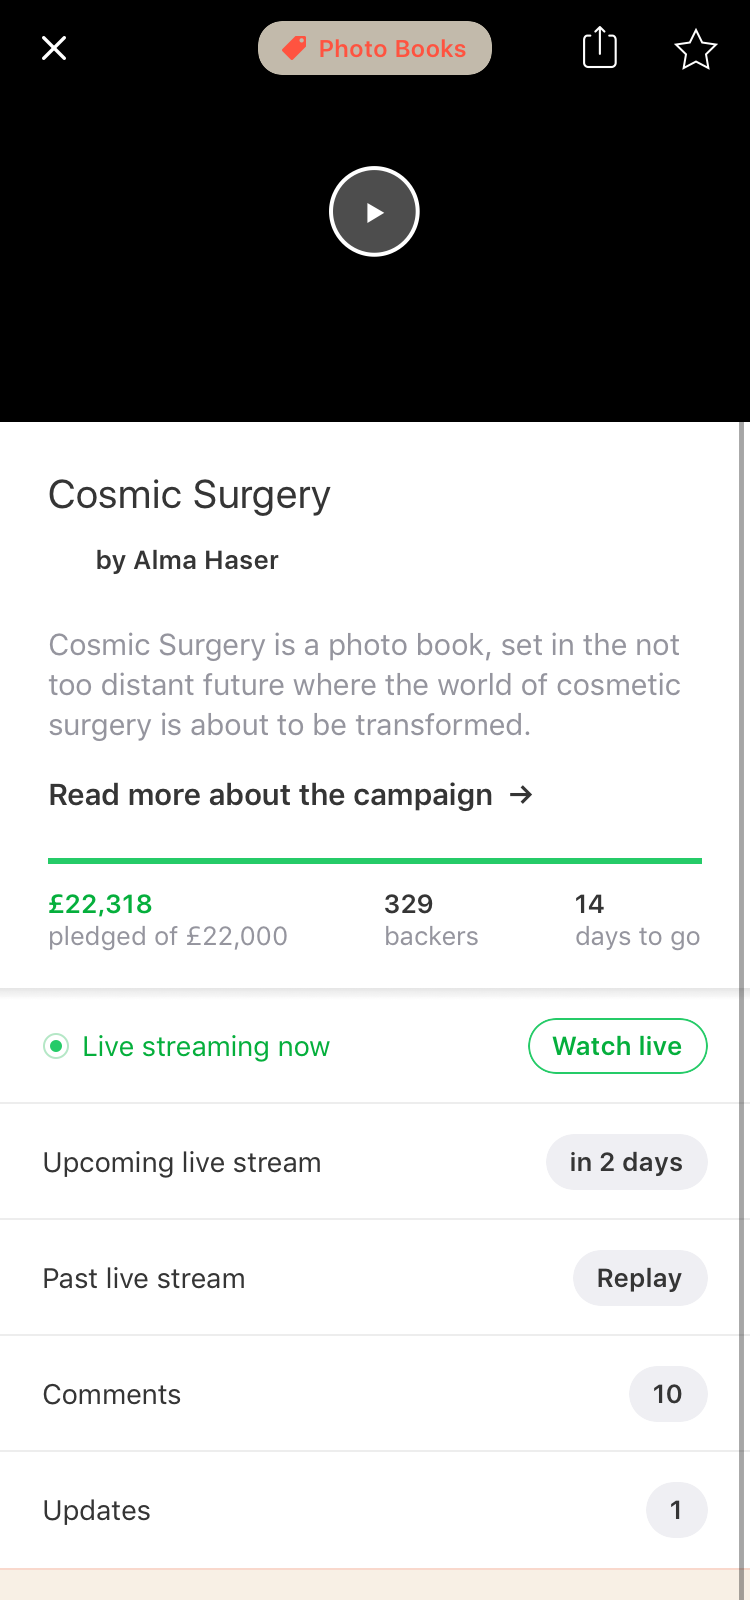 Photo Books
Cosmic Surgery
by Alma Haser
Cosmic Surgery is a photo book, set in the not
too distant future where the world of cosmetic
surgery is about to be transformed.
Read more about the campaign →
£22,318
pledged of £22,000
329
backers
14
days to go
Live streaming now
Watch live
Upcoming live stream
in 2 days
Past live stream
Replay
Comments
10
Updates
1